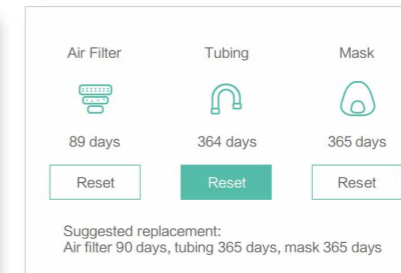 Air Filter Tubing Mask
89 days 364 days 365 days
Reset Reset Reset
Suggested replacement:
Air filter 90 days, tubing 365 days, mask 365 days